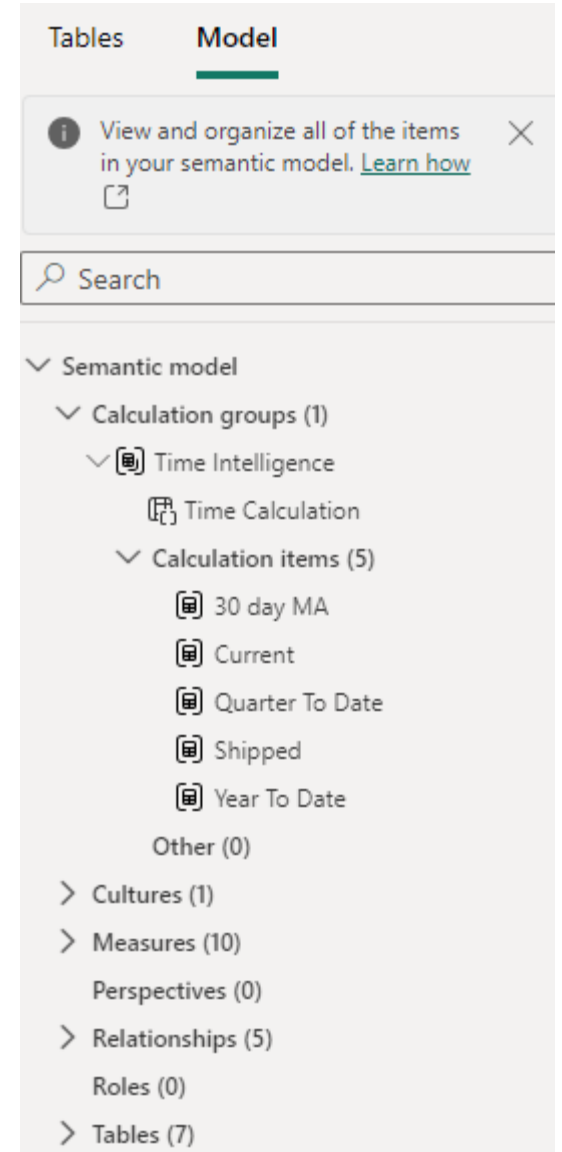 Tables Model
View and organize all of the items
in your semantic model. Learn how
Search
Semantic model
Calculation groups (1)
Time Intelligence
Time Calculation
Calculation items (5)
30 day MA
Current
Quarter To Date
Shipped
Year To Date
Other (0)
Cultures (1)
Measures (10)
Perspectives (0)
Relationships (5)
Roles (0)
Tables (7)